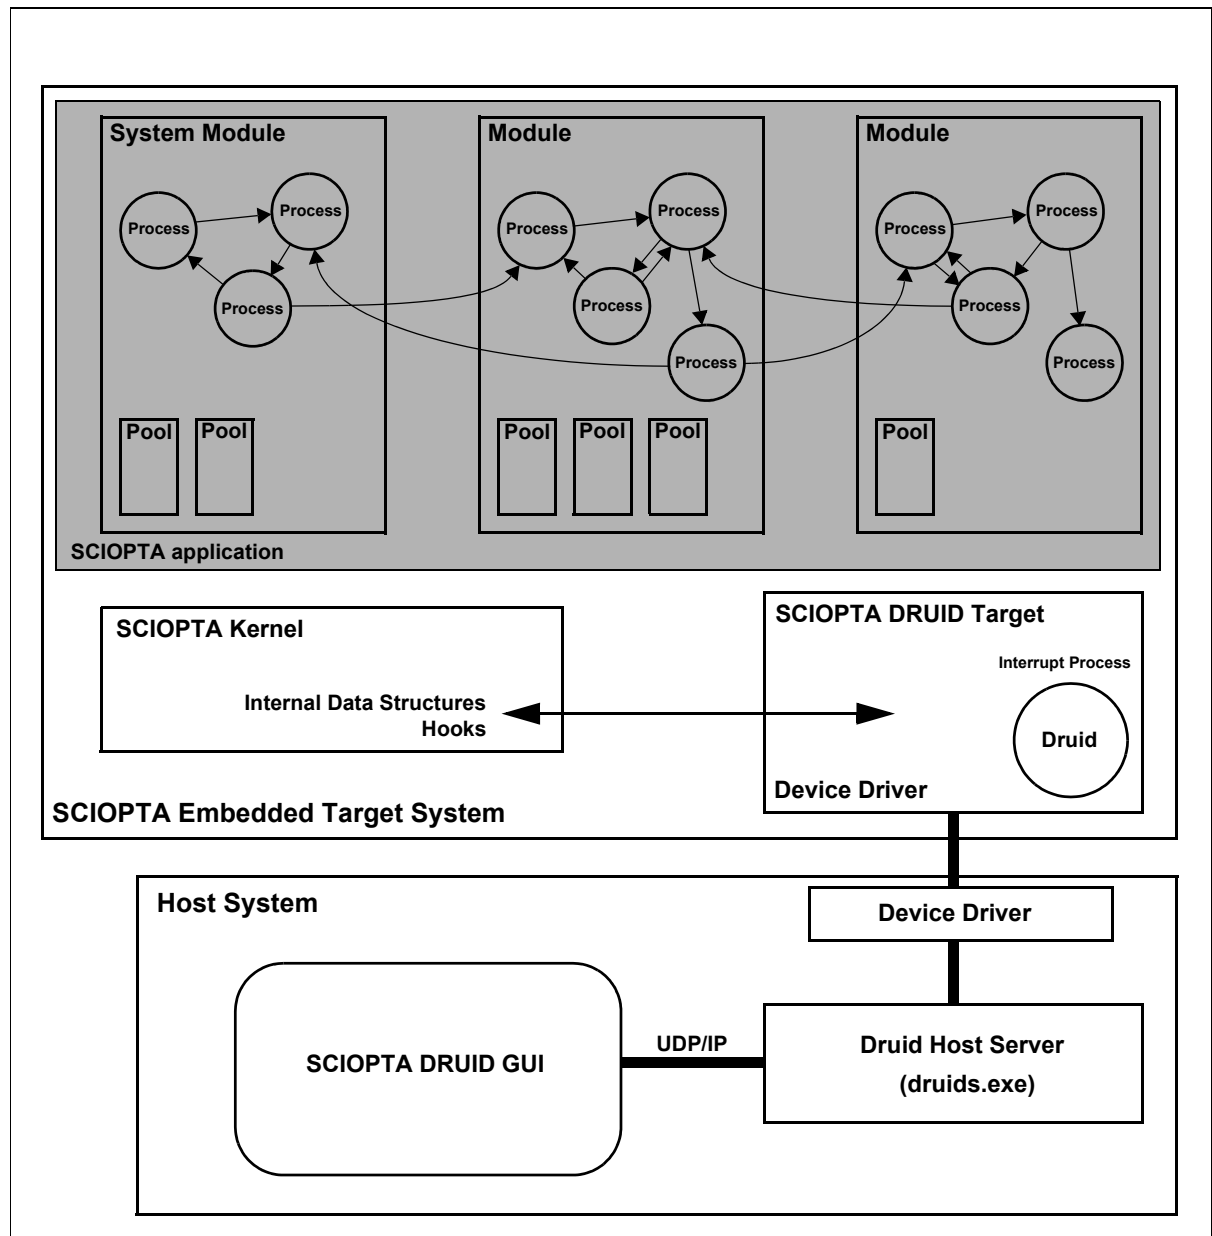 System Module
Module
Module
Process
Process
Process
Process
Process
Process
Process
Process
Process
Process
Process
Pool
Pool
Pool
Pool
Pool
Pool
SCIOPTA application
SCIOPTA Kernel
Internal Data Structures
Hooks
SCIOPTA DRUID Target
Interrupt Process
Druid
Device Driver
SCIOPTA Embedded Target System
Host System
Device Driver
SCIOPTA DRUID GUI
UDP/IP
Druid Host Server
(druids.exe)